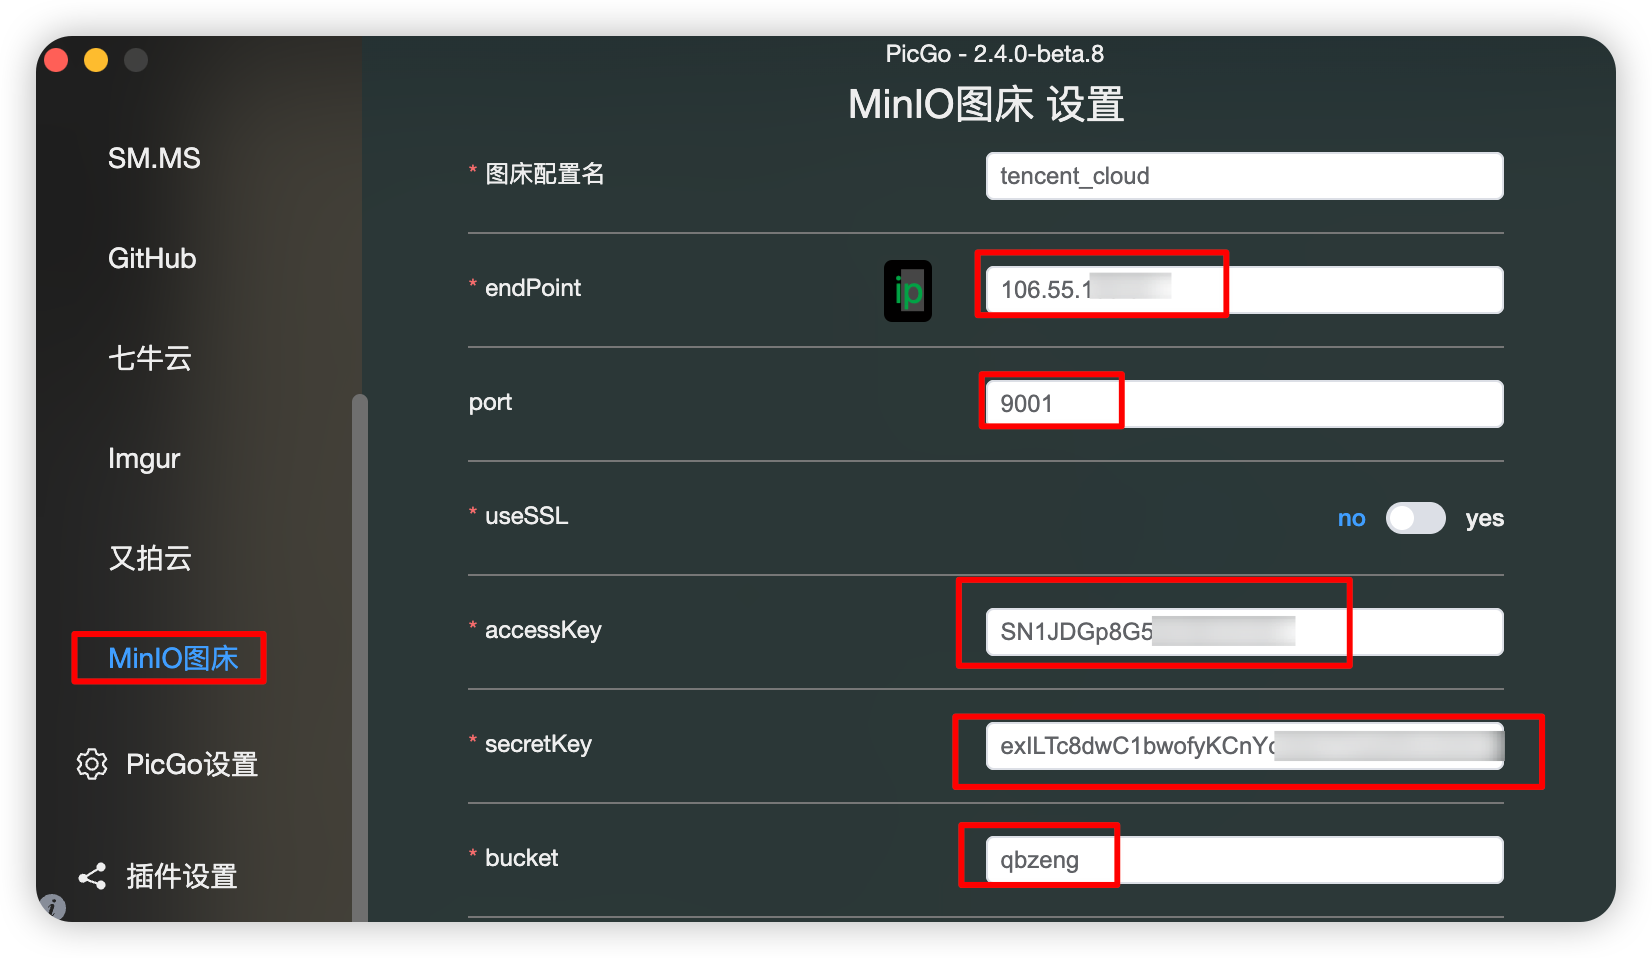 PicGo - 2.4.0-beta.8
MinIO图床 设置
SM.MS
GitHub
七牛云
Imgur
又拍云
MinIO图床
PicGo设置
插件设置
* 图床配置名
tencent_cloud
* endPoint
ip
106.55.1
port
9001
* useSSL
no
yes
* accessKey
SN1JDGp8G5
* secretKey
exILTc8dwC1bwofyKCnY
* bucket
qbzeng